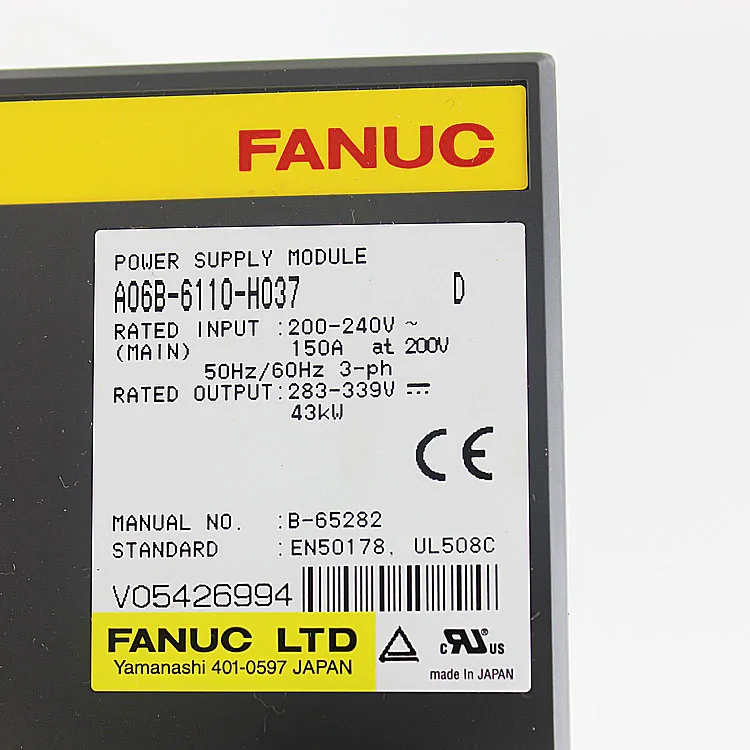 FANUC
POWER SUPPLY MODULE
A06B-6110-H037 D
RATED INPUT :200-240V ~
(MAIN) 150A at 200V
50Hz/60Hz 3-ph
RATED OUTPUT:283-339V ⎓
43kW
CE
MANUAL NO. :B-65282
STANDARD :EN50178, UL508C
V05426994
FANUC LTD
Yamanashi 401-0597 JAPAN
c RU ® US
made In JAPAN